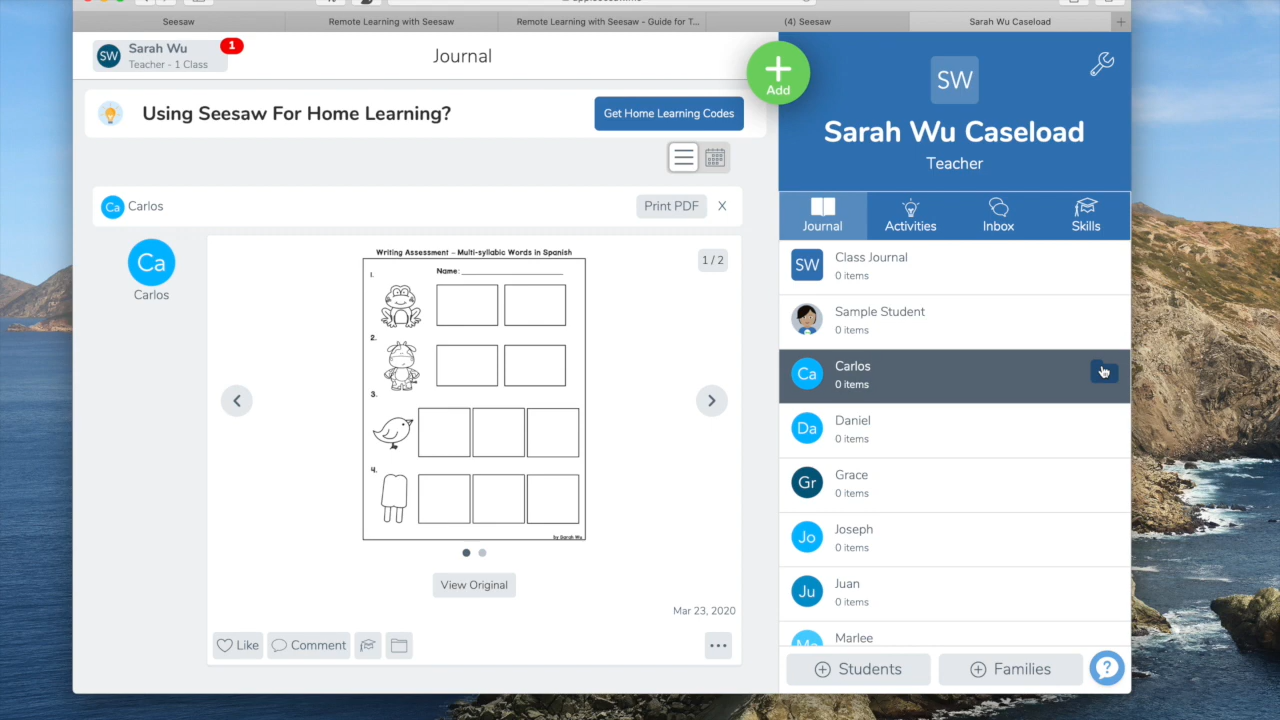 Seesaw
Remote Learning with Seesaw
Remote Learning with Seesaw - Guide for T...
(4) Seesaw
Sarah Wu Caseload
SW
Sarah Wu
Teacher - 1 Class
1
Journal
Add
Using Seesaw For Home Learning?
Get Home Learning Codes
Ca
Carlos
Print PDF
X
Ca
Carlos
Writing Assessment – Multi-syllabic Words in Spanish
Name:
1.
2.
3.
4.
by Sarah Wu
1 / 2
View Original
Mar 23, 2020
Like
Comment
SW
Sarah Wu Caseload
Teacher
Journal
Activities
Inbox
Skills
SW
Class Journal
0 items
Sample Student
0 items
Ca
Carlos
0 items
Da
Daniel
0 items
Gr
Grace
0 items
Jo
Joseph
0 items
Ju
Juan
0 items
Marlee
Students
Families
?